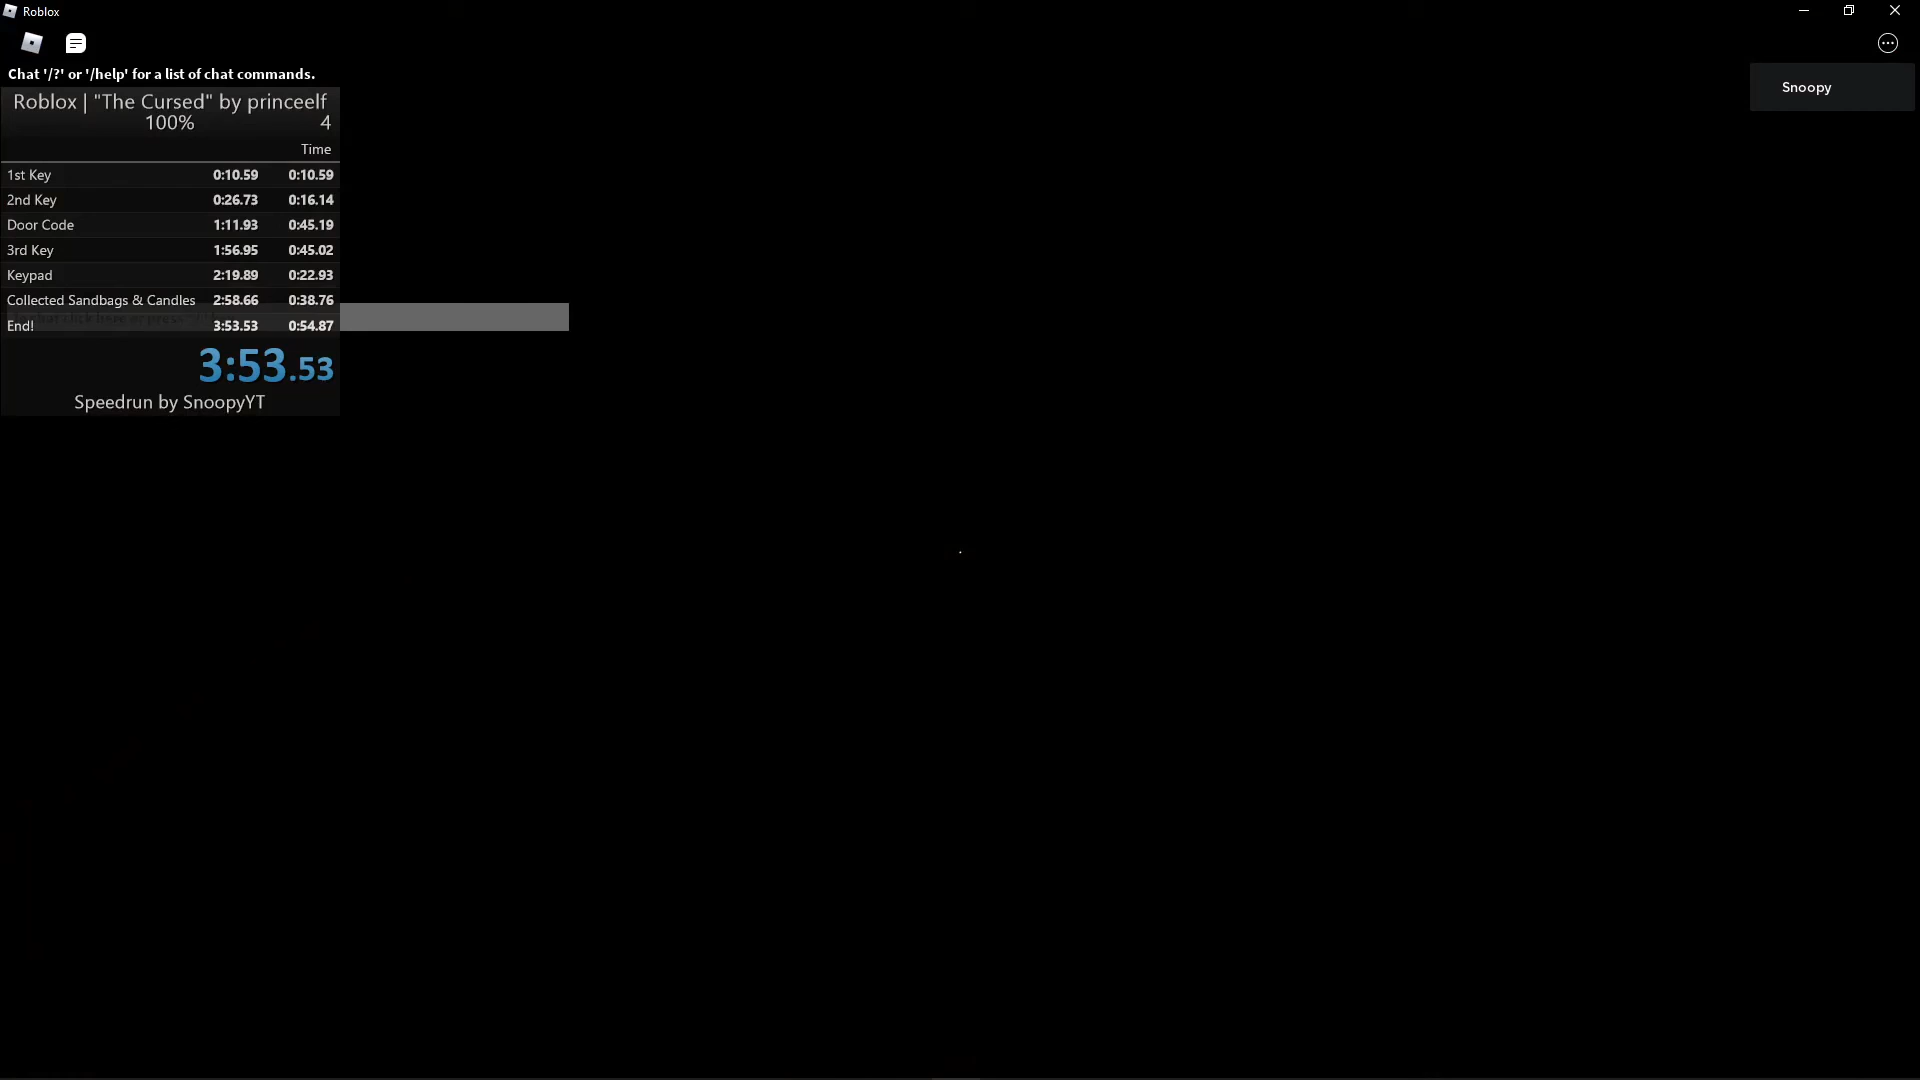 Roblox
Chat '/?' or '/help' for a list of chat commands.
Snoopy
Roblox | "The Cursed" by princeelf
100% 4
Time
1st Key 0:10.59 0:10.59
2nd Key 0:26.73 0:16.14
Door Code 1:11.93 0:45.19
3rd Key 1:56.95 0:45.02
Keypad 2:19.89 0:22.93
Collected Sandbags & Candles 2:58.66 0:38.76
End! 3:53.53 0:54.87
3:53.53
Speedrun by SnoopyYT